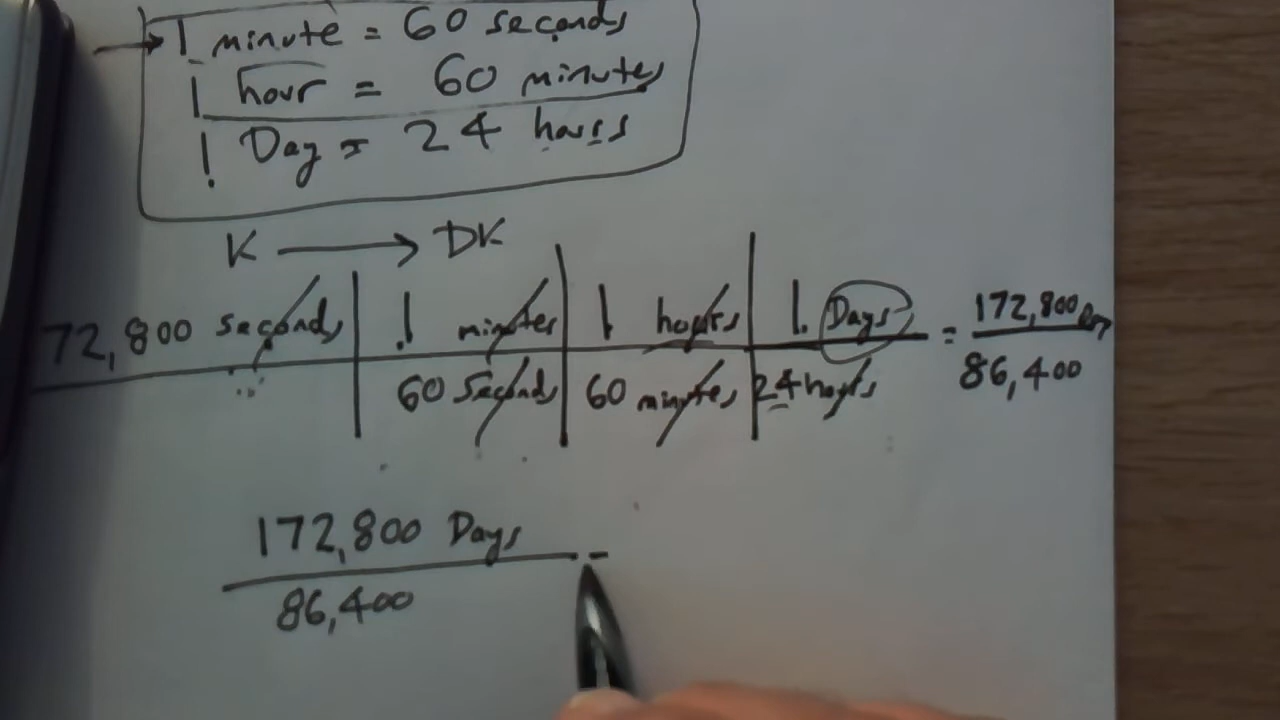 1 minute = 60 seconds
1 hour = 60 minutes
1 Day = 24 hours
K → DK
72,800 seconds 1 minutes 1 hours 1 Days = 172,800
60 seconds 60 minutes 24 hours 86,400
172,800 Days =
86,400